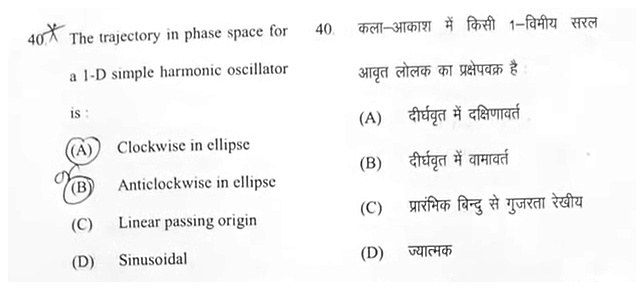 40. The trajectory in phase space for
a 1-D simple harmonic oscillator
is :
(A) Clockwise in ellipse
(B) Anticlockwise in ellipse
(C) Linear passing origin
(D) Sinusoidal
40. कला–आकाश में किसी 1–विमीय सरल
आवृत लोलक का प्रक्षेपवक्र है :
(A) दीर्घवृत में दक्षिणावर्त
(B) दीर्घवृत में वामावर्त
(C) प्रारंभिक बिन्दु से गुजरता रेखीय
(D) ज्यात्मक